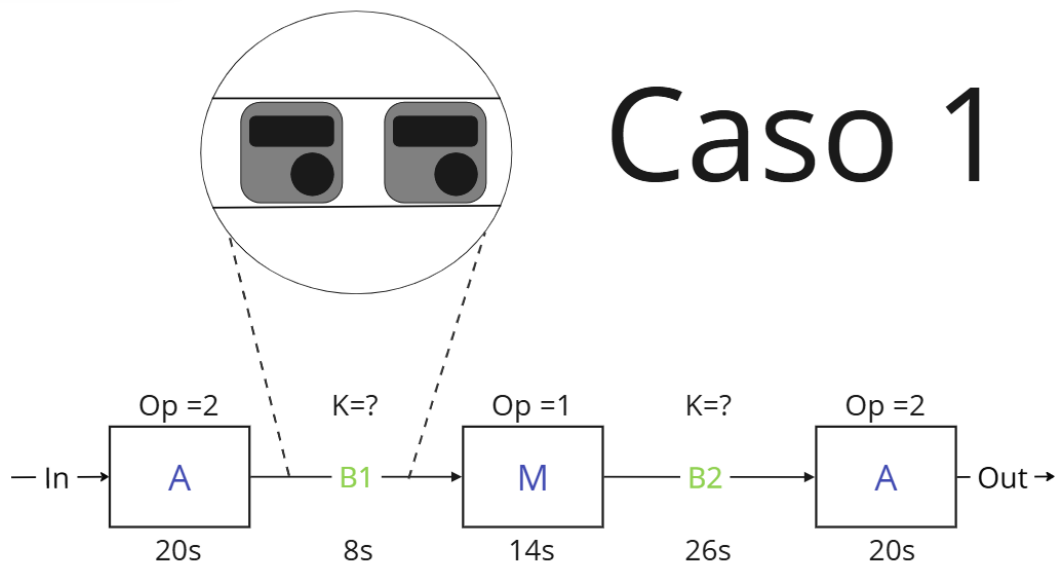 Caso 1
Op =2
K=?
Op =1
K=?
Op =2
In
A
B1
M
B2
A
Out
20s
8s
14s
26s
20s